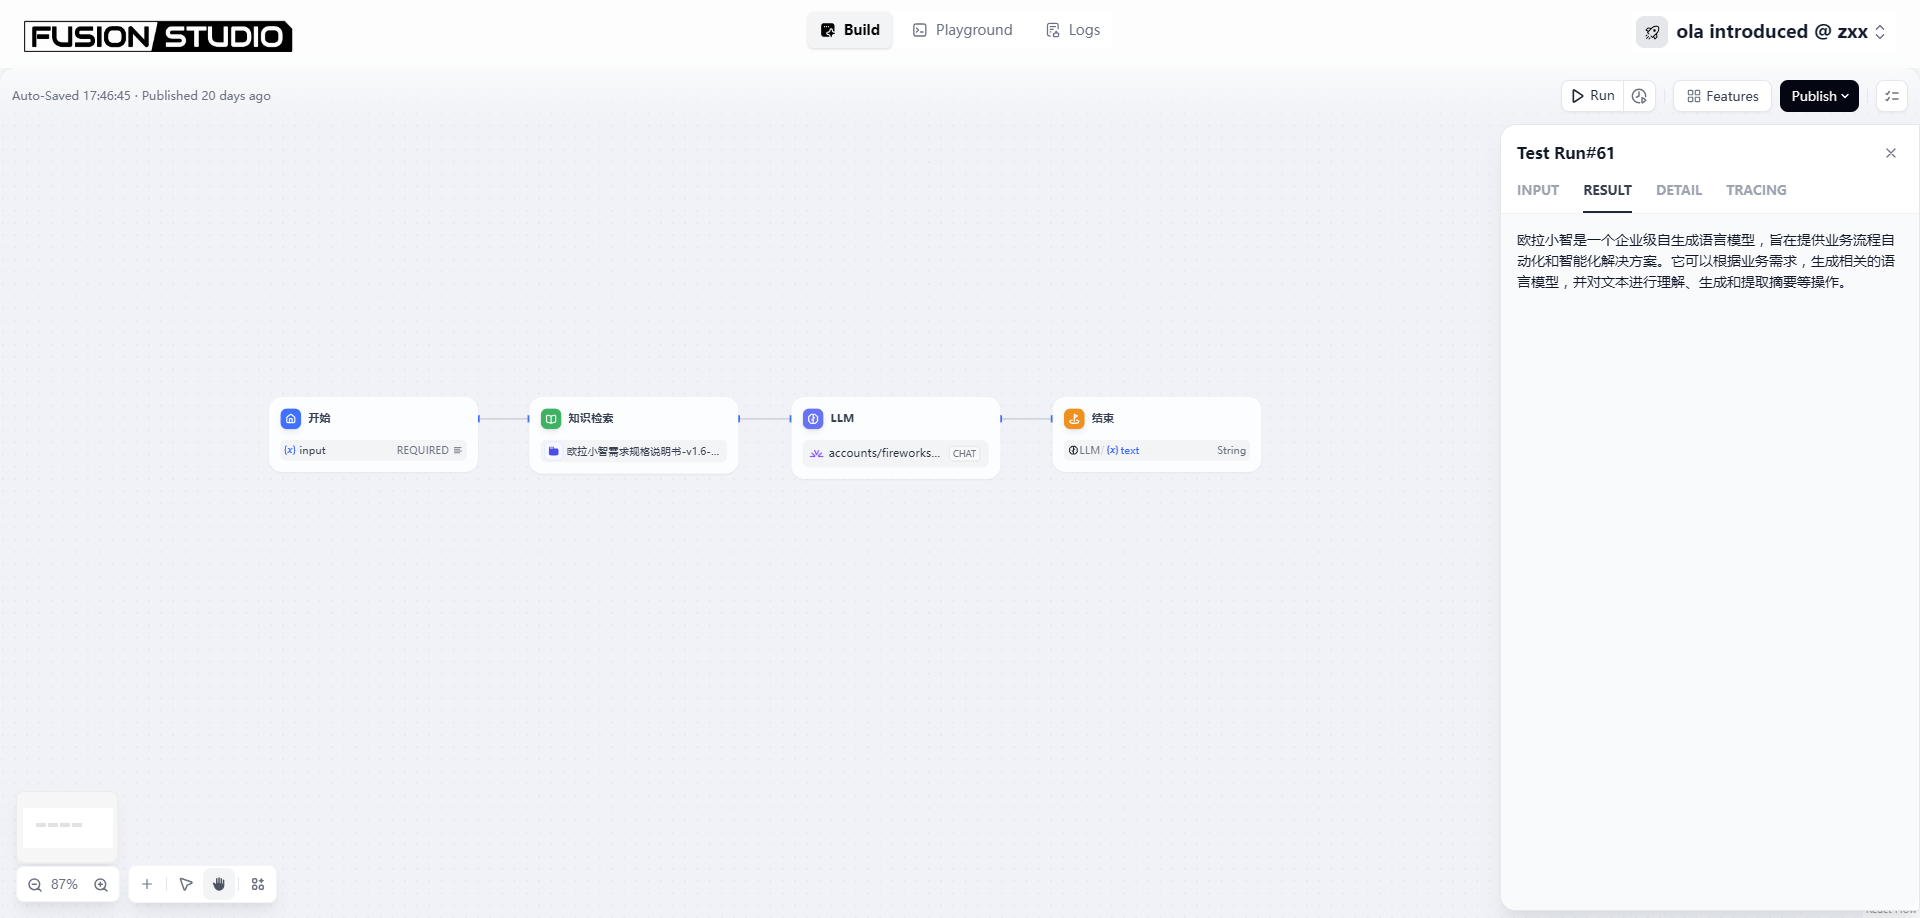 FUSION STUDIO
Build
Playground
Logs
ola introduced @ zxx
Auto-Saved 17:46:45 · Published 20 days ago
Run
Features
Publish
Test Run#61
INPUT
RESULT
DETAIL
TRACING
欧拉小智是一个企业级自生成语言模型，旨在提供业务流程自
动化和智能化解决方案。它可以根据业务需求，生成相关的语
言模型，并对文本进行理解、生成和提取摘要等操作。
开始
{x} input REQUIRED
知识检索
欧拉小智需求规格说明书-v1.6-...
LLM
accounts/fireworks... CHAT
结束
LLM / {x} text String
87%
React Flow